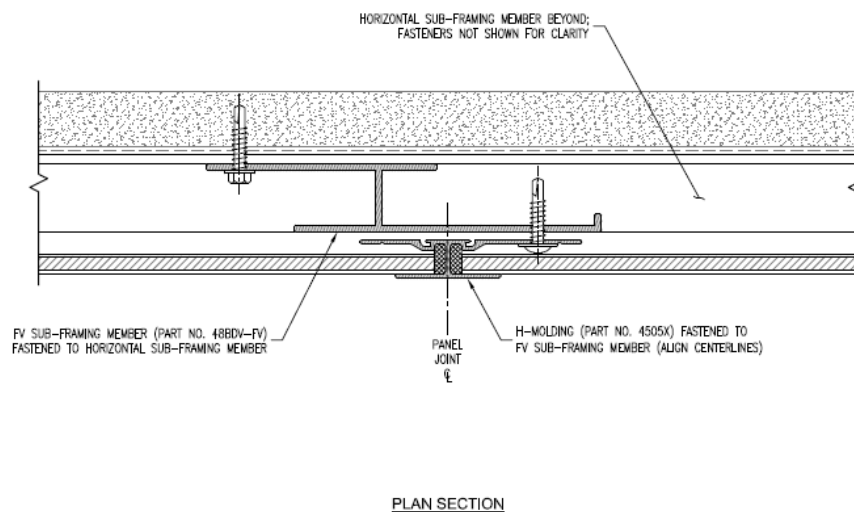 HORIZONTAL SUB-FRAMING MEMBER BEYOND;
FASTENERS NOT SHOWN FOR CLARITY
FV SUB-FRAMING MEMBER (PART NO. 48BDV-FV)
FASTENED TO HORIZONTAL SUB-FRAMING MEMBER
PANEL
JOINT
℄
H-MOLDING (PART NO. 4505X) FASTENED TO
FV SUB-FRAMING MEMBER (ALIGN CENTERLINES)
PLAN SECTION